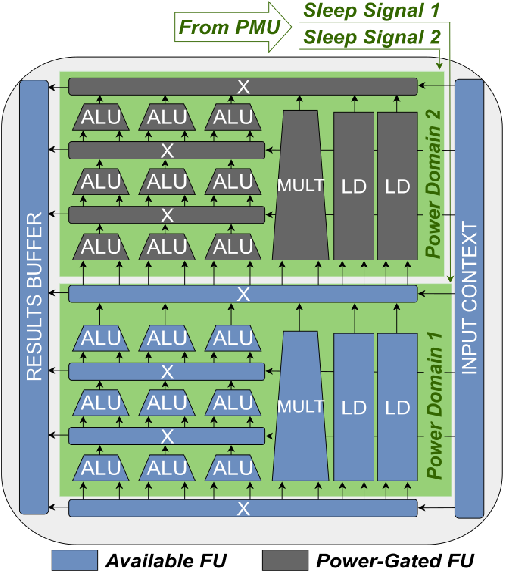 From PMU
Sleep Signal 1
Sleep Signal 2
RESULTS BUFFER
INPUT CONTEXT
Power Domain 2
X
ALU ALU ALU
X
ALU ALU ALU MULT LD LD
X
ALU ALU ALU
X
Power Domain 1
ALU ALU ALU
X
ALU ALU ALU MULT LD LD
X
ALU ALU ALU
X
Available FU Power-Gated FU